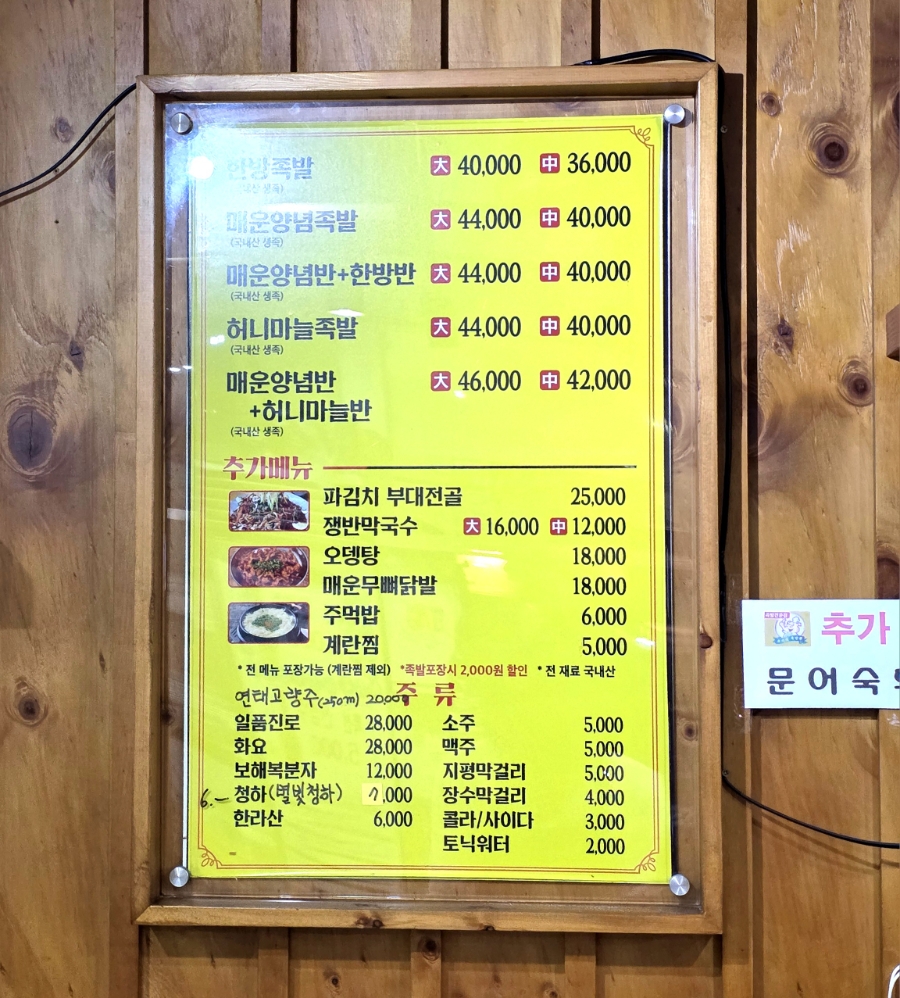 한방족발 大 40,000 中 36,000
(국내산 생족)
매운양념족발 大 44,000 中 40,000
(국내산 생족)
매운양념반+한방반 大 44,000 中 40,000
(국내산 생족)
허니마늘족발 大 44,000 中 40,000
(국내산 생족)
매운양념반 大 46,000 中 42,000
+허니마늘반
(국내산 생족)
추가메뉴
파김치 부대전골 25,000
쟁반막국수 大 16,000 中 12,000
오뎅탕 18,000
매운무뼈닭발 18,000
주먹밥 6,000
계란찜 5,000
* 전 메뉴 포장가능 (계란찜 제외) *족발포장시 2,000원 할인 * 전 재료 국내산
연태고량주(250m) 20,000
주 류
일품진로 28,000 소주 5,000
화요 28,000 맥주 5,000
보해복분자 12,000 지평막걸리 5,000
6.- 청하(별빛청하) 7,000 장수막걸리 4,000
한라산 6,000 콜라/사이다 3,000
토닉워터 2,000
추가
문어숙